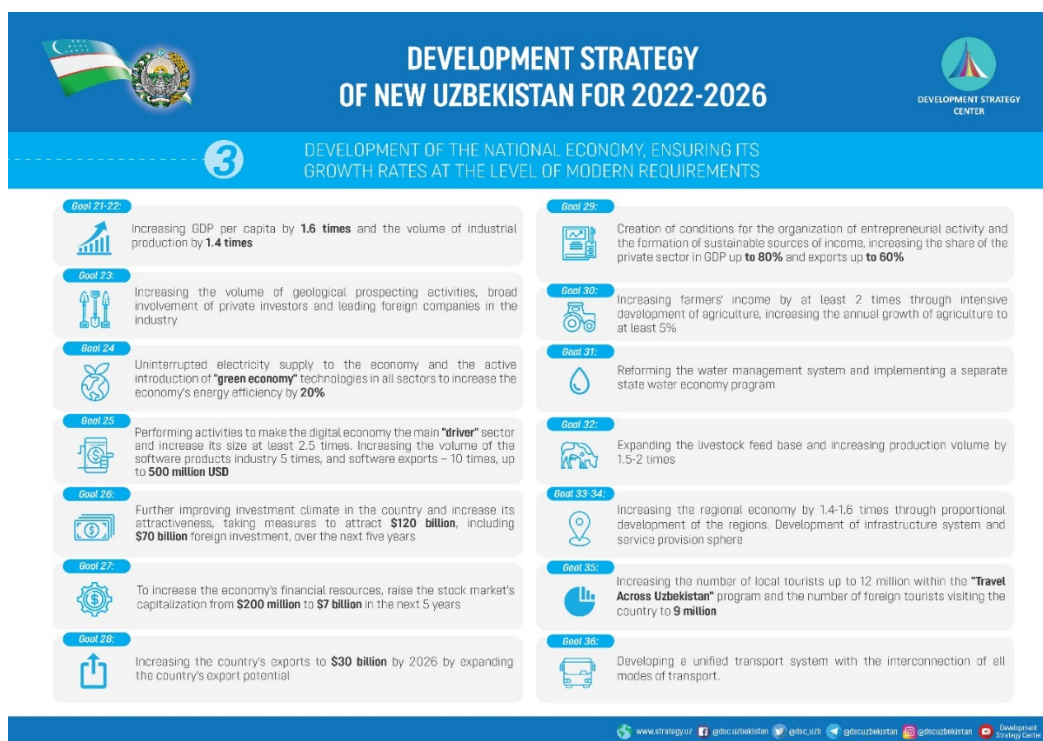 DEVELOPMENT STRATEGY
OF NEW UZBEKISTAN FOR 2022-2026
DEVELOPMENT STRATEGY
CENTER
3
DEVELOPMENT OF THE NATIONAL ECONOMY, ENSURING ITS
GROWTH RATES AT THE LEVEL OF MODERN REQUIREMENTS
Goal 21-22:
Increasing GDP per capita by 1.6 times and the volume of industrial
production by 1.4 times
Goal 23:
Increasing the volume of geological prospecting activities, broad
involvement of private investors and leading foreign companies in the
industry
Goal 24
Uninterrupted electricity supply to the economy and the active
introduction of "green economy" technologies in all sectors to increase the
economy's energy efficiency by 20%
Goal 25
Performing activities to make the digital economy the main "driver" sector
and increase its size at least 2.5 times. Increasing the volume of the
software products industry 5 times, and software exports – 10 times, up
to 500 million USD
Goal 26:
Further improving investment climate in the country and increase its
attractiveness, taking measures to attract $120 billion, including
$70 billion foreign investment, over the next five years
Goal 27:
To increase the economy's financial resources, raise the stock market's
capitalization from $200 million to $7 billion in the next 5 years
Goal 28:
Increasing the country's exports to $30 billion by 2026 by expanding
the country's export potential
Goal 29:
Creation of conditions for the organization of entrepreneurial activity and
the formation of sustainable sources of income, increasing the share of the
private sector in GDP up to 80% and exports up to 60%
Goal 30:
Increasing farmers' income by at least 2 times through intensive
development of agriculture, increasing the annual growth of agriculture to
at least 5%
Goal 31:
Reforming the water management system and implementing a separate
state water economy program
Goal 32:
Expanding the livestock feed base and increasing production volume by
1.5-2 times
Goal 33-34:
Increasing the regional economy by 1.4-1.6 times through proportional
development of the regions. Development of infrastructure system and
service provision sphere
Goal 35:
Increasing the number of local tourists up to 12 million within the "Travel
Across Uzbekistan" program and the number of foreign tourists visiting the
country to 9 million
Goal 36:
Developing a unified transport system with the interconnection of all
modes of transport.
www.strategy.uz @dsc.uzbekistan @dsc_uzb @dscuzbekistan @dscuzbekistan Development
Strategy Center